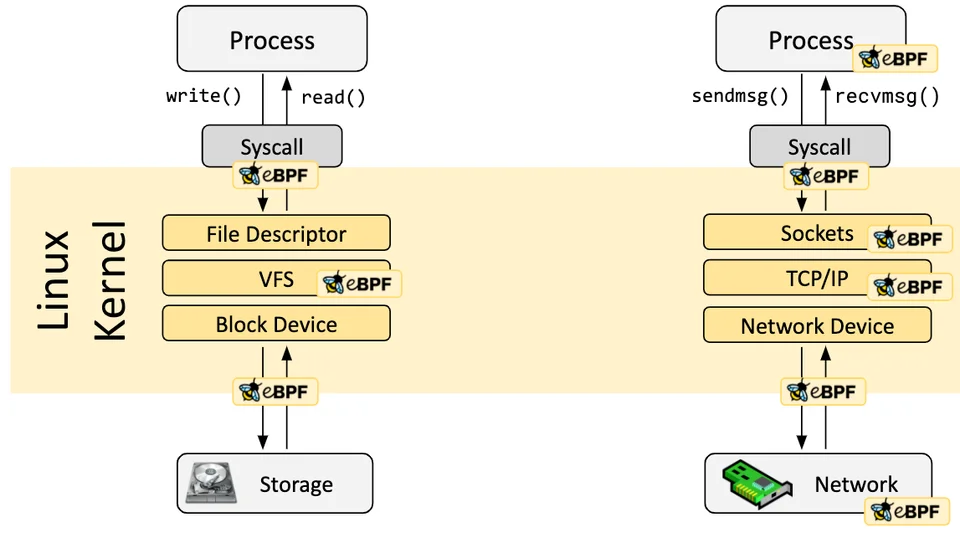 Process
Process
eBPF
write()
read()
sendmsg()
recvmsg()
Syscall
Syscall
eBPF
eBPF
Linux
Kernel
File Descriptor
Sockets
eBPF
VFS
eBPF
TCP/IP
eBPF
Block Device
Network Device
eBPF
eBPF
Storage
Network
eBPF